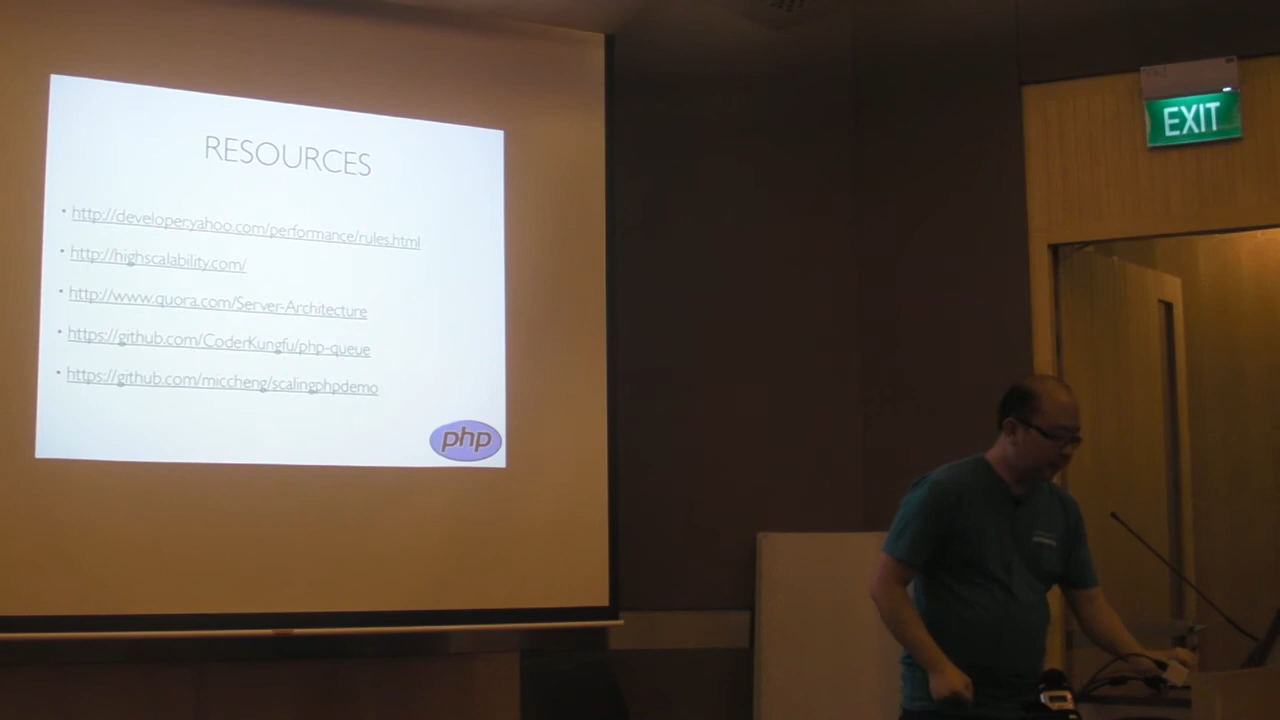 RESOURCES
• http://developer.yahoo.com/performance/rules.html
• http://highscalability.com/
• http://www.quora.com/Server-Architecture
• https://github.com/CoderKungfu/php-queue
• https://github.com/miccheng/scalingphpdemo
php
EXIT